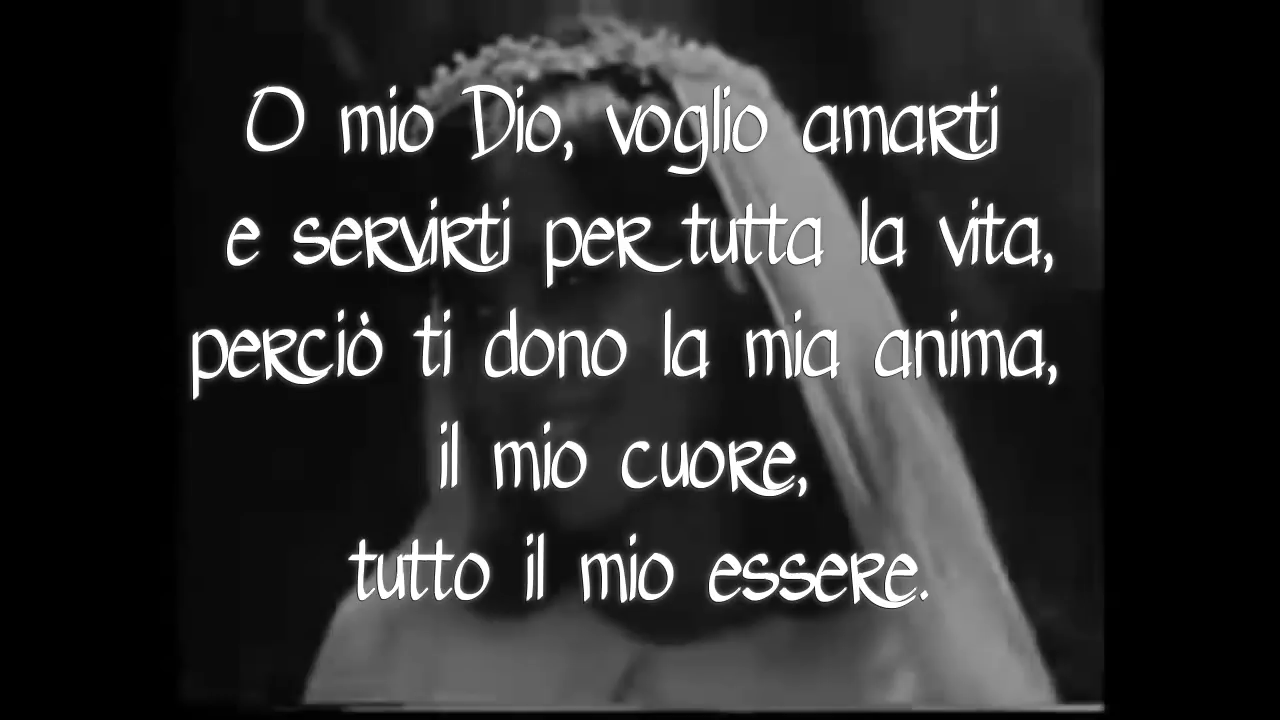 O mio Dio, voglio amarti
e servirti per tutta la vita,
perciò ti dono la mia anima,
il mio cuore,
tutto il mio essere.